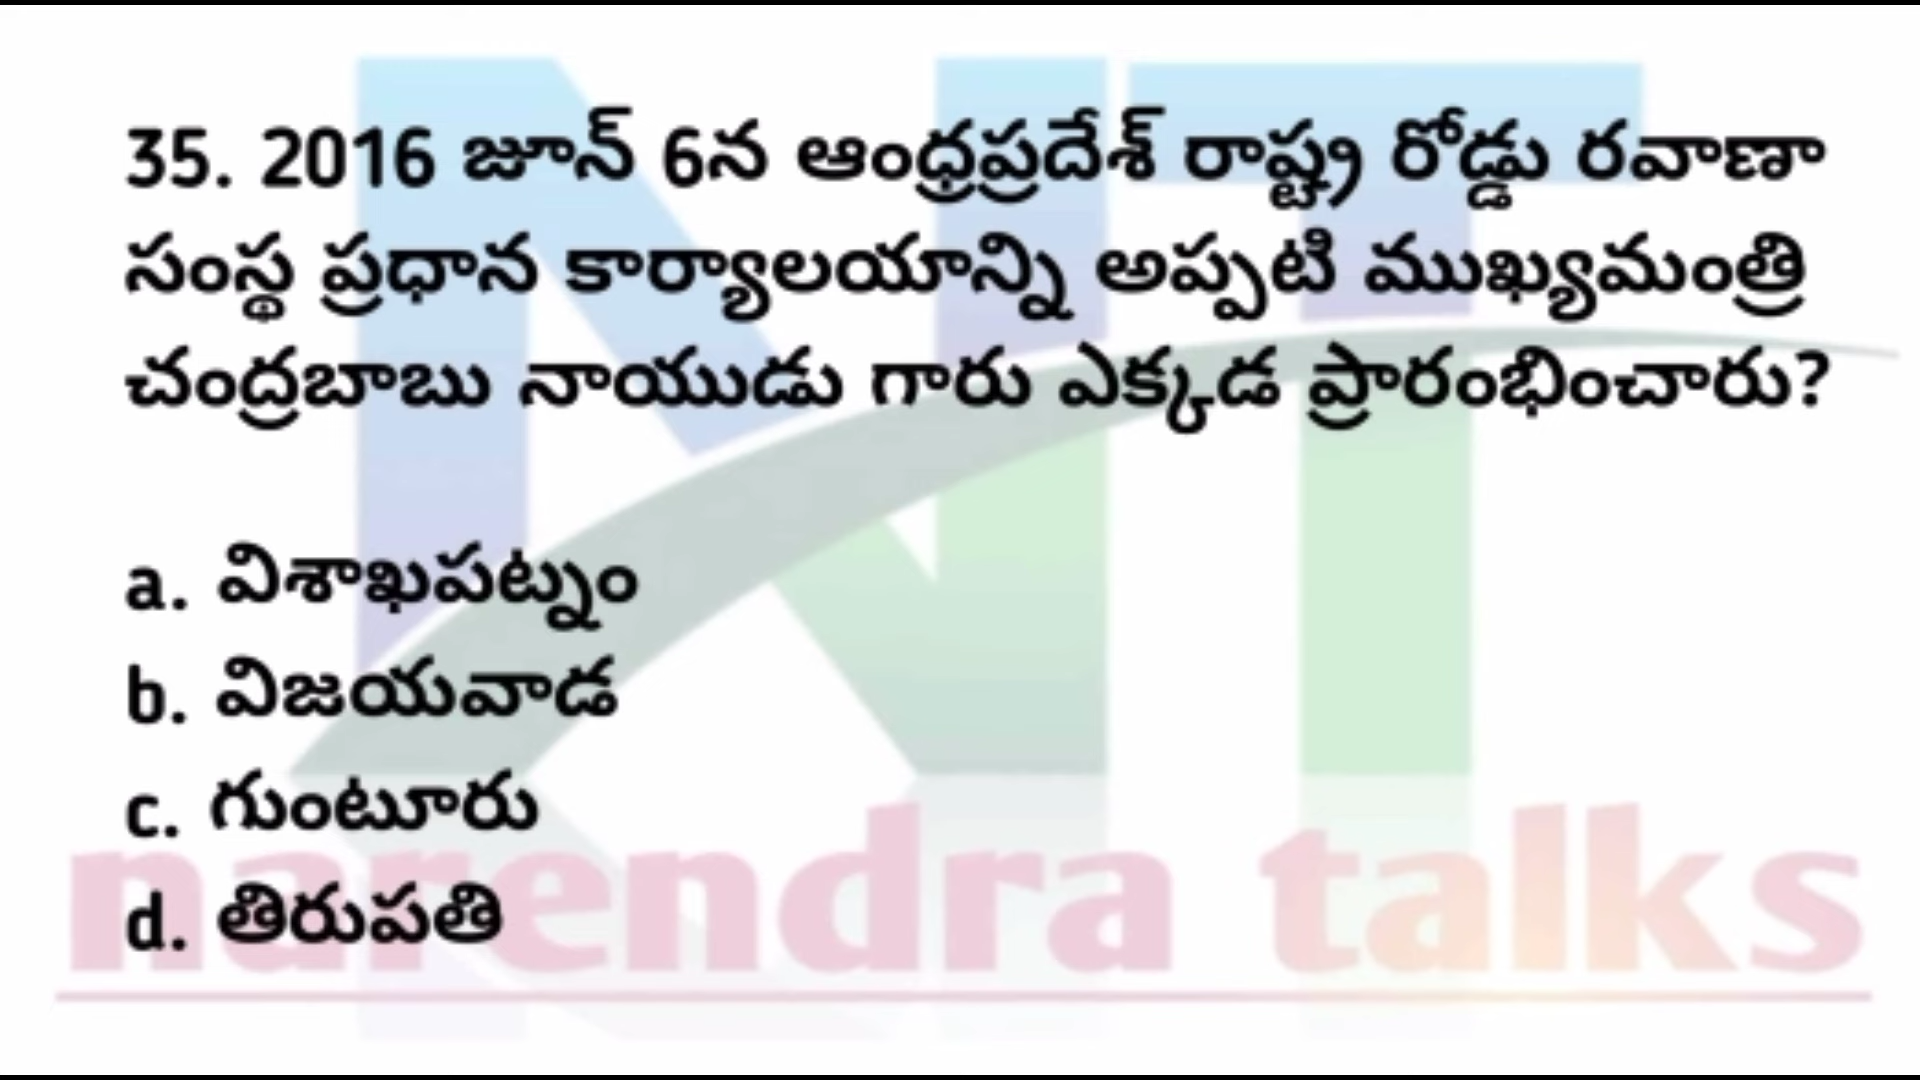 35. 2016 జూన్ 6న ఆంధ్రప్రదేశ్ రాష్ట్ర రోడ్డు రవాణా
సంస్థ ప్రధాన కార్యాలయాన్ని అప్పటి ముఖ్యమంత్రి
చంద్రబాబు నాయుడు గారు ఎక్కడ ప్రారంభించారు?
a. విశాఖపట్నం
b. విజయవాడ
c. గుంటూరు
d. తిరుపతి
NT
narendra talks